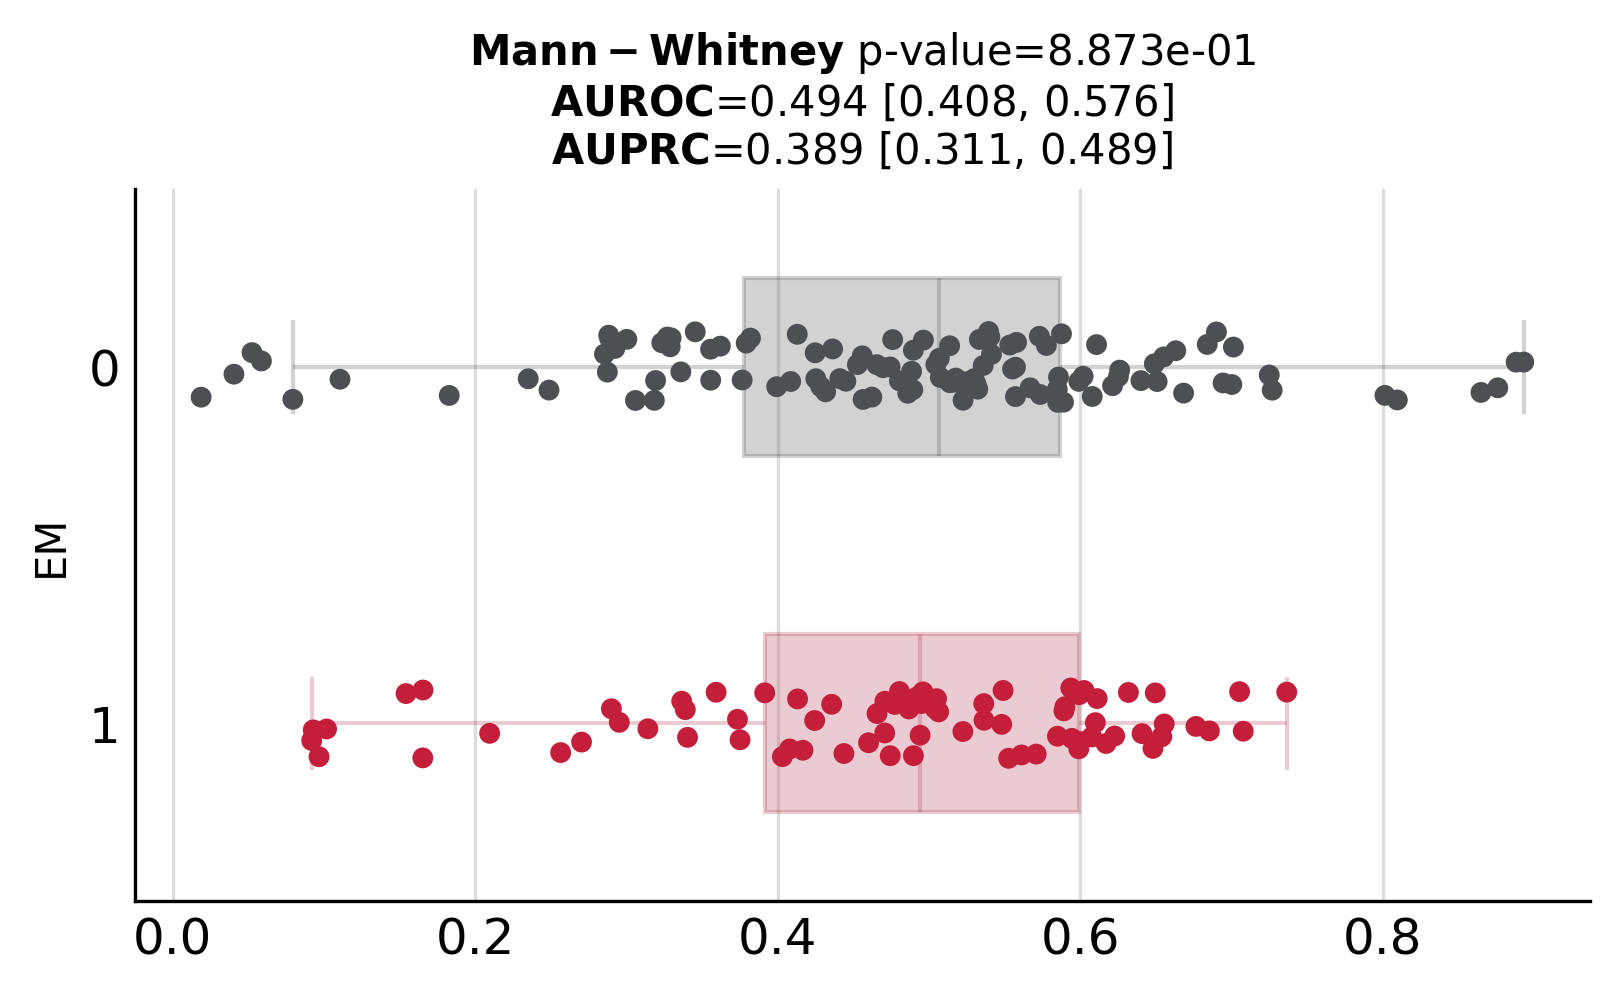 Mann − Whitney p-value=8.873e-01
AUROC=0.494 [0.408, 0.576]
AUPRC=0.389 [0.311, 0.489]
0
EM
1
0.0 0.2 0.4 0.6 0.8